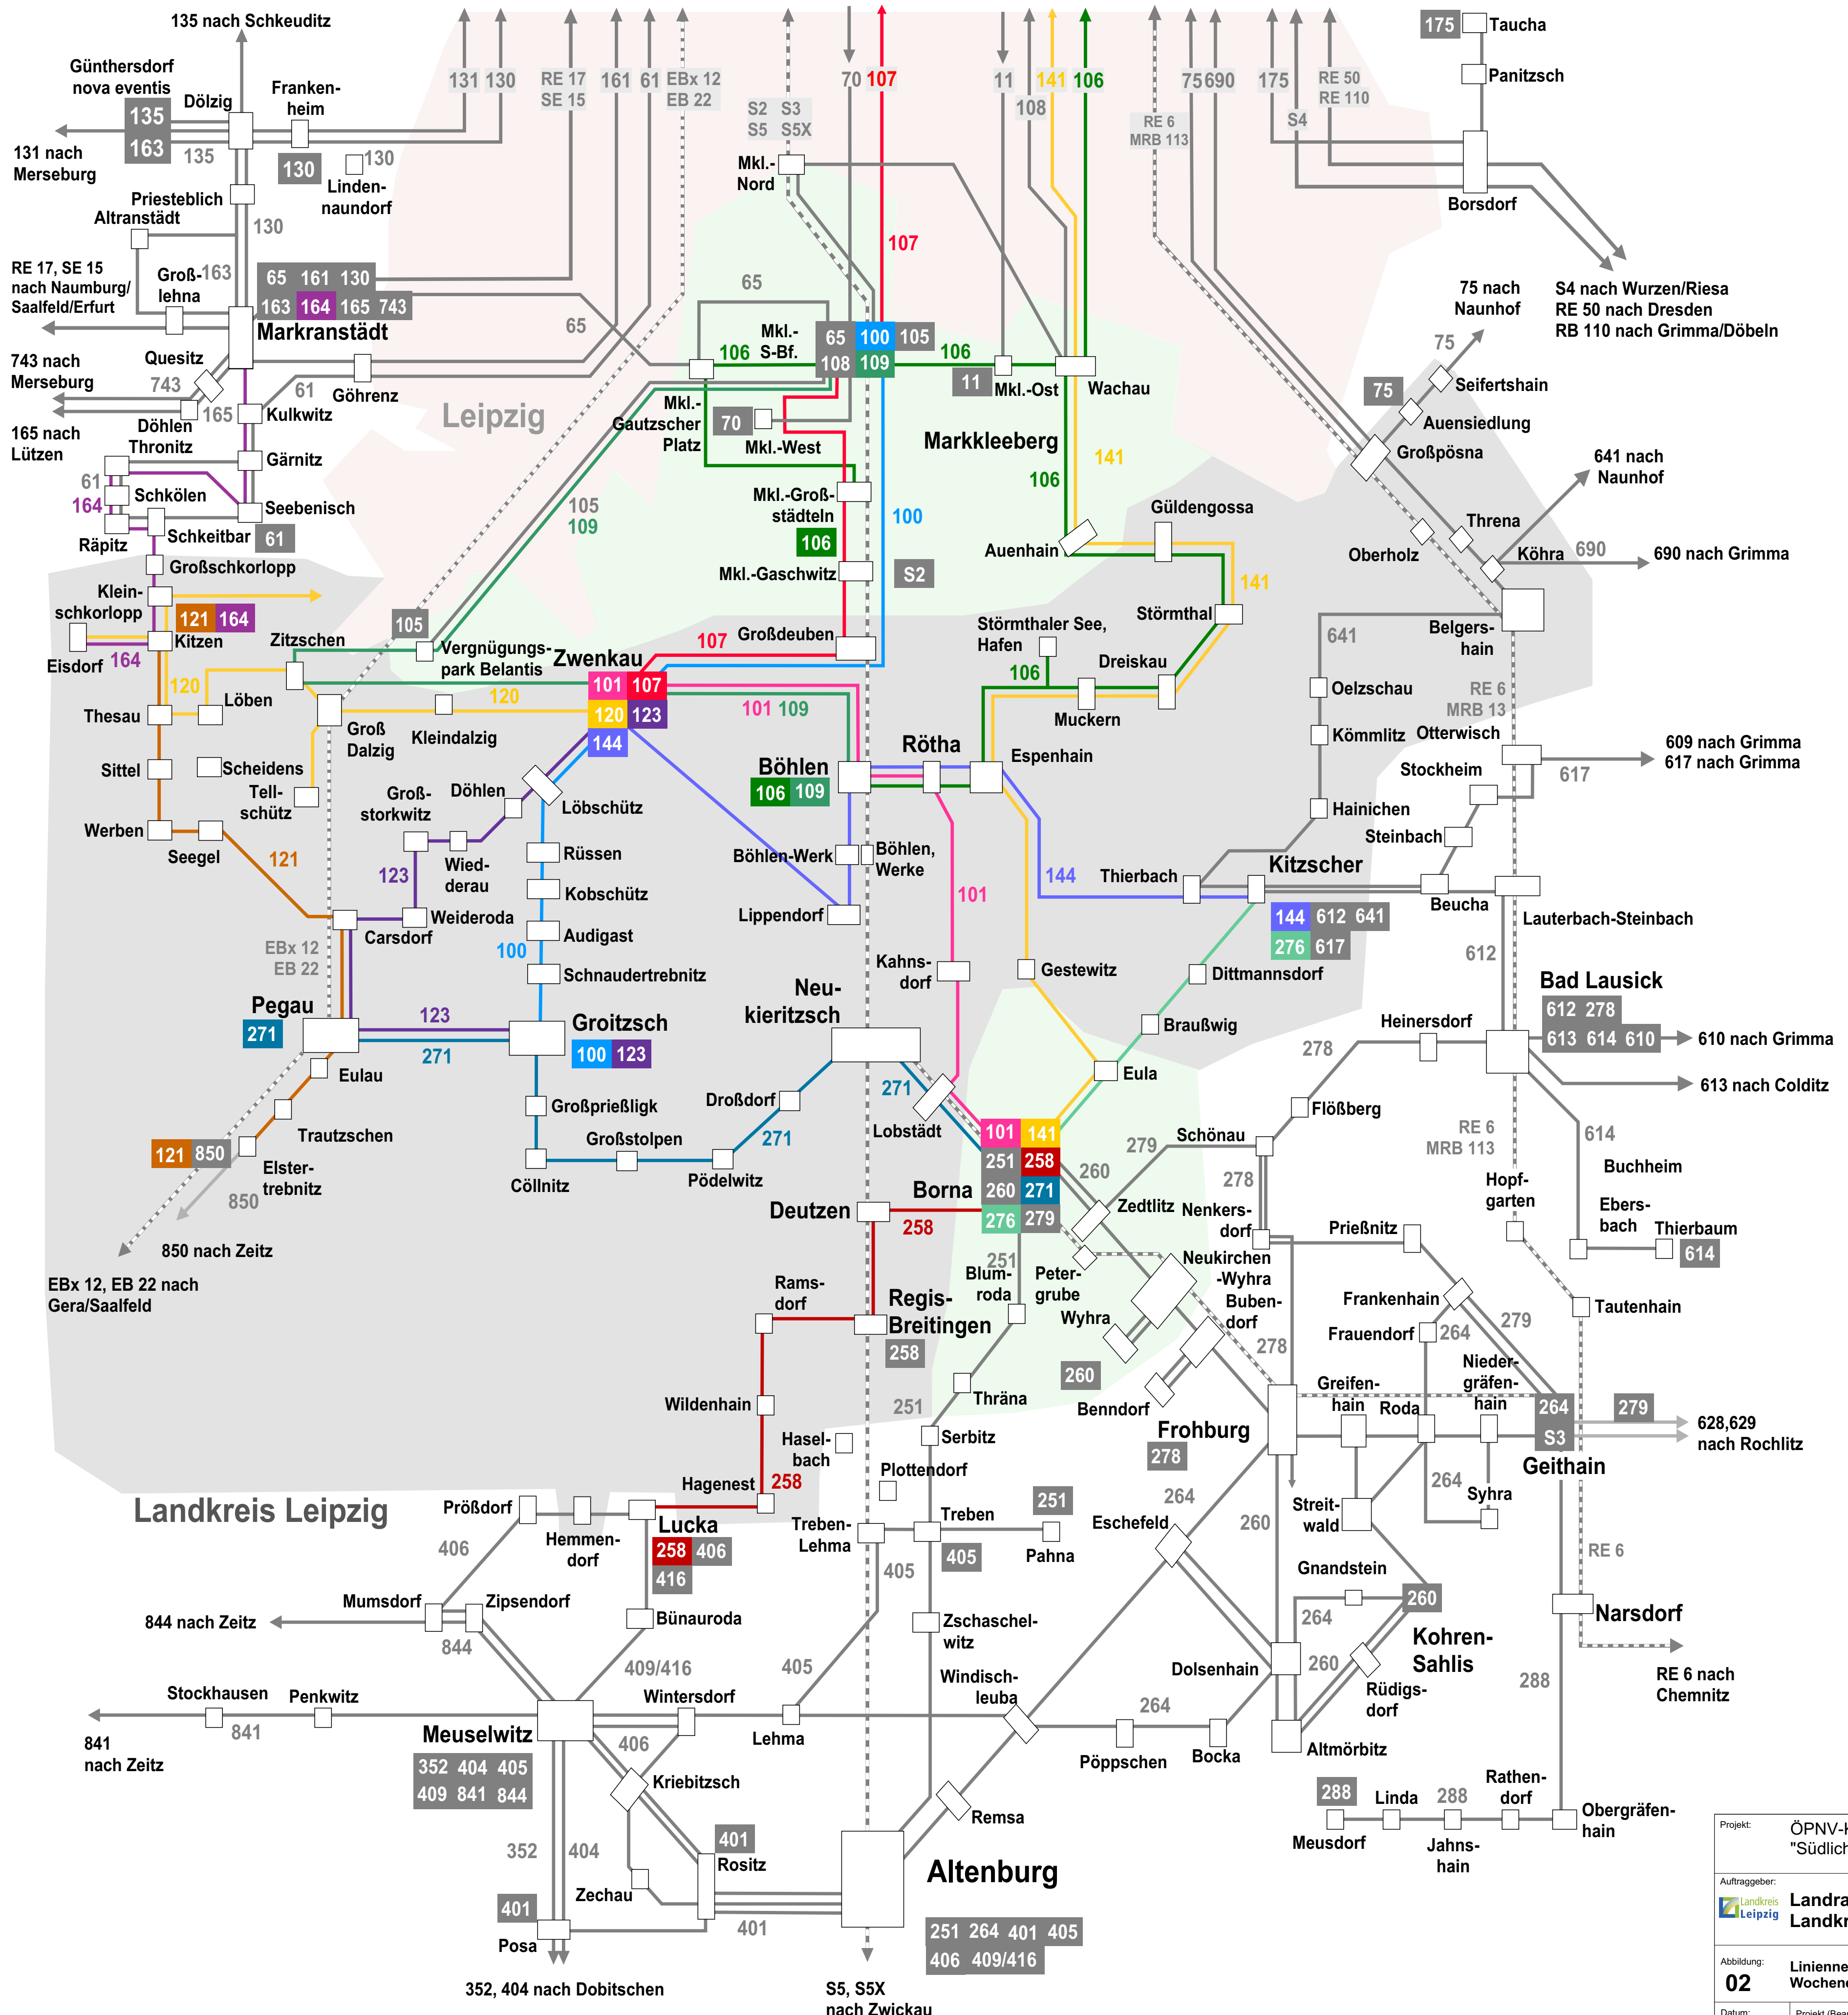 135 nach Schkeuditz
Günthersdorf
nova eventis
135
163
Dölzig
Franken-
heim
131 nach
Merseburg
135
130
130
Linden-
naundorf
131
130
RE 17
SE 15
161
61
EBx 12
EB 22
S2 S3
S5 S5X
70
107
11
108
141
106
RE 6
MRB 113
75
690
175
S4
RE 50
RE 110
175
Taucha
Panitzsch
Borsdorf
Mkl.-
Nord
Priesteblich
Altranstädt
130
163
RE 17, SE 15
nach Naumburg/
Saalfeld/Erfurt
Groß-
lehna
65 161 130
163 164 165 743
Markranstädt
107
65
65
S4 nach Wurzen/Riesa
RE 50 nach Dresden
RB 110 nach Grimma/Döbeln
75 nach
Naunhof
75
743 nach
Merseburg
Quesitz
743
165
61
Göhrenz
Kulkwitz
Döhlen
Thronitz
165 nach
Lützen
Leipzig
Mkl.-
S-Bf.
65 100 105
108 109
106
106
11
Mkl.-Ost
Wachau
Mkl.-
Gautzscher
Platz
70
Mkl.-West
Markkleeberg
141
106
75
Seifertshain
Auensiedlung
Großpösna
641 nach
Naunhof
Gärnitz
61
164
Schkölen
Seebenisch
Räpitz
Schkeitbar
61
Großschkorlopp
105
109
Mkl.-Groß-
städteln
106
100
Mkl.-Gaschwitz
S2
Güldengossa
Auenhain
141
Störmthal
Threna
Oberholz
Köhra
690
690 nach Grimma
Klein-
schkorlopp
121 164
Kitzen
Eisdorf
164
105
Zitzschen
Vergnügungs-
park Belantis
Großdeuben
107
Zwenkau
101 107
120 123
144
Störmthaler See,
Hafen
106
Dreiskau
Muckern
641
Belgers-
hain
RE 6
MRB 13
Oelzschau
Kömmlitz
Otterwisch
609 nach Grimma
617 nach Grimma
617
120
Löben
Thesau
Groß
Dalzig
120
Kleindalzig
101 109
Rötha
Espenhain
Böhlen
106 109
Sittel
Scheidens
Tell-
schütz
Groß-
storkwitz
Döhlen
Löbschütz
Stockheim
Hainichen
Steinbach
Werben
Seegel
121
123
Wied-
derau
Rüssen
Kobschütz
Böhlen-Werk
Böhlen,
Werke
101
144
Thierbach
Kitzscher
144 612 641
276 617
Beucha
Lauterbach-Steinbach
612
Weideroda
Carsdorf
EBx 12
EB 22
Lippendorf
Audigast
100
Schnaudertrebnitz
Kahns-
dorf
Gestewitz
Dittmannsdorf
Neu-
kieritzsch
Pegau
271
123
271
Groitzsch
100 123
Braußwig
Bad Lausick
612 278
613 614 610
610 nach Grimma
613 nach Colditz
Heinersdorf
278
Eulau
Eula
271
Großprießligk
Droßdorf
Lobstädt
Flößberg
Trautzschen
Großstolpen
271
101 141
251 258
260 271
276 279
Borna
279
260
Schönau
278
RE 6
MRB 113
614
Buchheim
121 850
Elster-
trebnitz
850
Cöllnitz
Pödelwitz
Deutzen
258
Zedtlitz
Nenkers-
dorf
Hopf-
garten
Ebers-
bach
Thierbaum
614
850 nach Zeitz
EBx 12, EB 22 nach
Gera/Saalfeld
251
Blum-
roda
Peter-
grube
Neukirchen
-Wyhra
Buben-
dorf
Prießnitz
Rams-
dorf
Regis-
Breitingen
258
Wyhra
278
Frankenhain
Tautenhain
279
Frauendorf
264
260
Thräna
Benndorf
Greifen-
hain
Nieder-
gräfen-
hain
Wildenhain
251
Roda
264
S3
279
628,629
nach Rochlitz
Geithain
Hasel-
bach
Serbitz
Frohburg
278
Landkreis Leipzig
Hagenest
258
Plottendorf
264
260
Streit-
wald
264
Syhra
Prößdorf
Hemmen-
dorf
Lucka
258 406
416
Treben-
Lehma
Treben
405
251
Pahna
Eschefeld
RE 6
406
405
Gnandstein
Mumsdorf
Zipsendorf
Bünauroda
Zschaschel-
witz
264
260
Narsdorf
844 nach Zeitz
844
Kohren-
Sahlis
409/416
405
Dolsenhain
260
Rüdigs-
dorf
RE 6 nach
Chemnitz
288
Stockhausen
Penkwitz
Wintersdorf
Windisch-
leuba
264
841
841
nach Zeitz
Meuselwitz
352 404 405
409 841 844
406
Lehma
Pöppschen
Bocka
Altmörbitz
Kriebitzsch
Remsa
288
Meusdorf
Linda
288
Jahns-
hain
Rathen-
dorf
Obergräfen-
hain
352
404
401
Rositz
Altenburg
Zechau
401
Posa
401
251 264 401 405
406 409/416
352, 404 nach Dobitschen
S5, S5X
nach Zwickau
Projekt:
Auftraggeber:
Landkreis
Leipzig
Abbildung:
02
Datum: